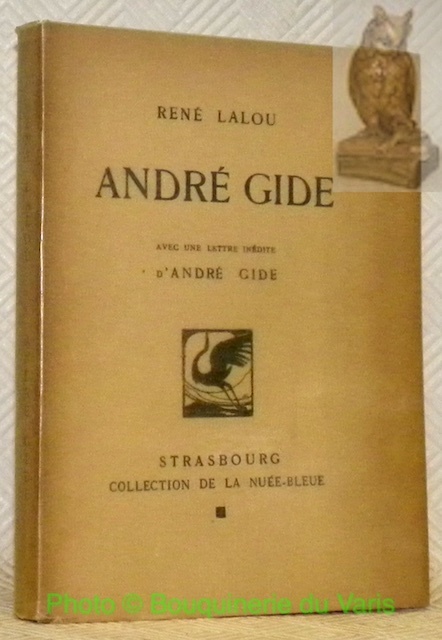 RENÉ LALOU
ANDRÉ GIDE
AVEC UNE LETTRE INÉDITE
D'ANDRÉ GIDE
STRASBOURG
COLLECTION DE LA NUÉE-BLEUE
Photo © Bouquinerie du Varis